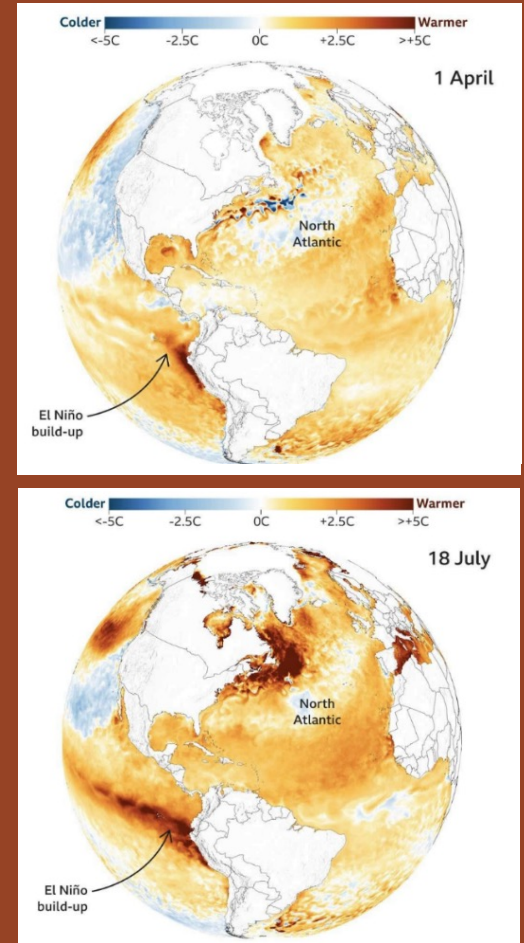 Colder Warmer
<-5C -2.5C 0C +2.5C >+5C
1 April
North
Atlantic
El Niño
build-up
Colder Warmer
<-5C -2.5C 0C +2.5C >+5C
18 July
North
Atlantic
El Niño
build-up